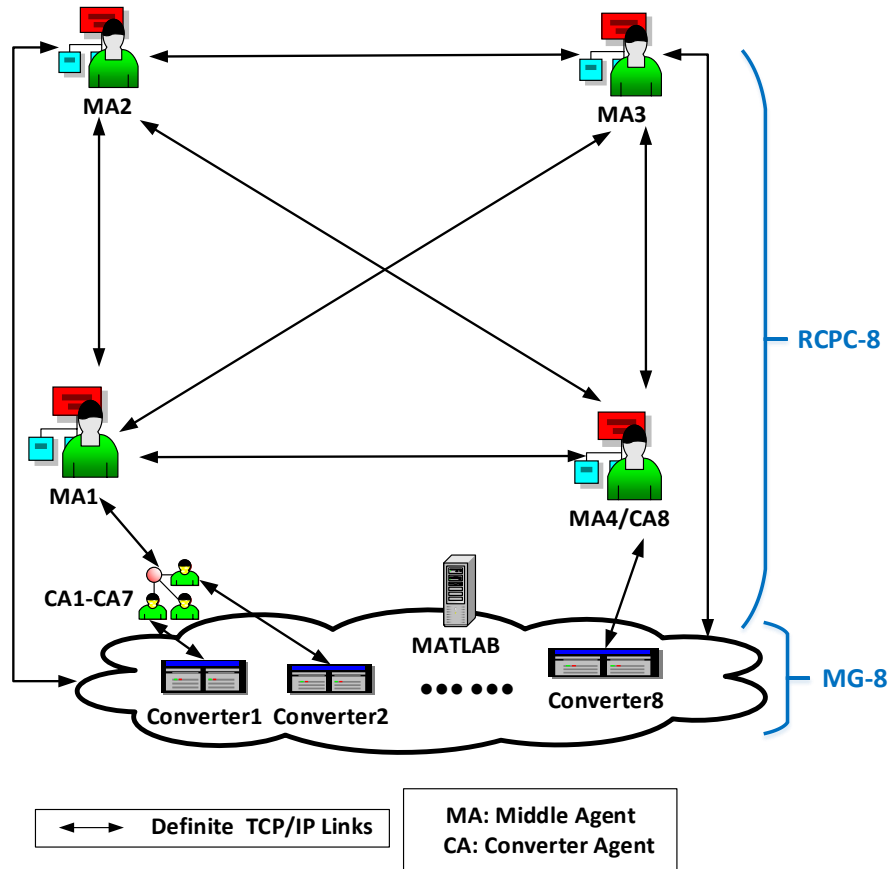 MA2
MA3
RCPC-8
MA1
MA4/CA8
CA1-CA7
MATLAB
MG-8
Converter1
Converter2
Converter8
Definite TCP/IP Links
MA: Middle Agent
CA: Converter Agent